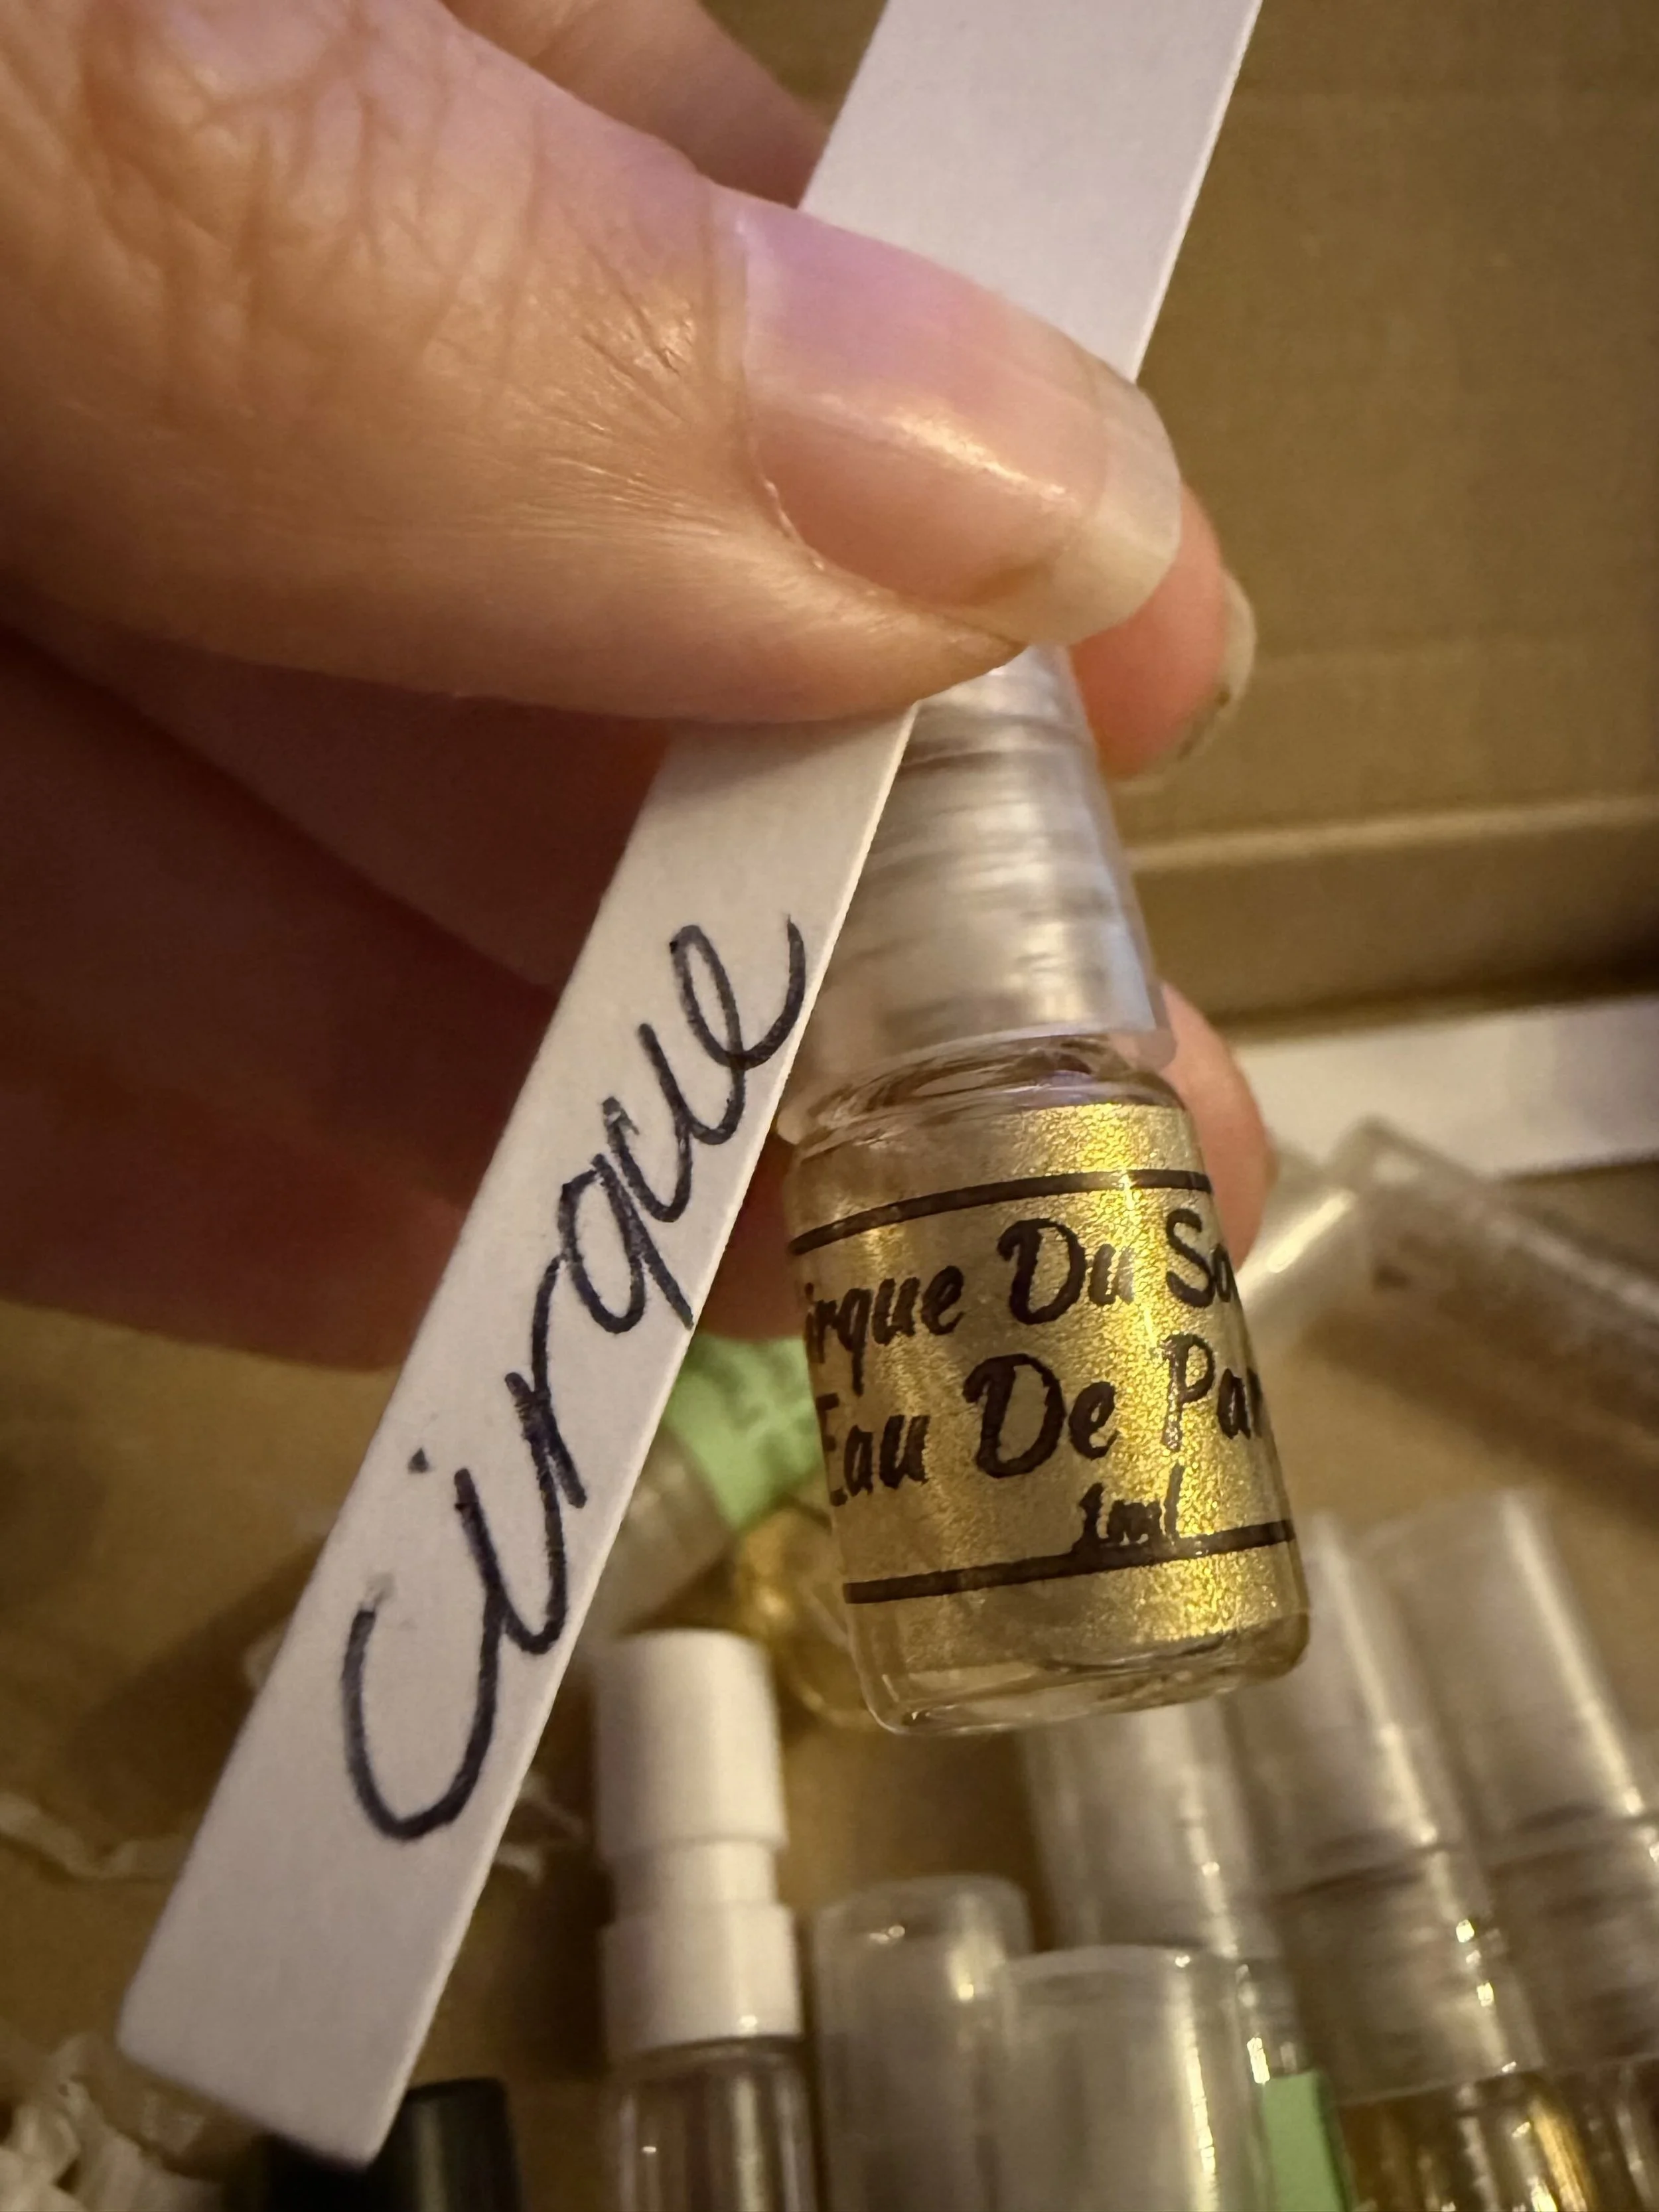 Cirque
irque Du So
Eau De Par
1ml